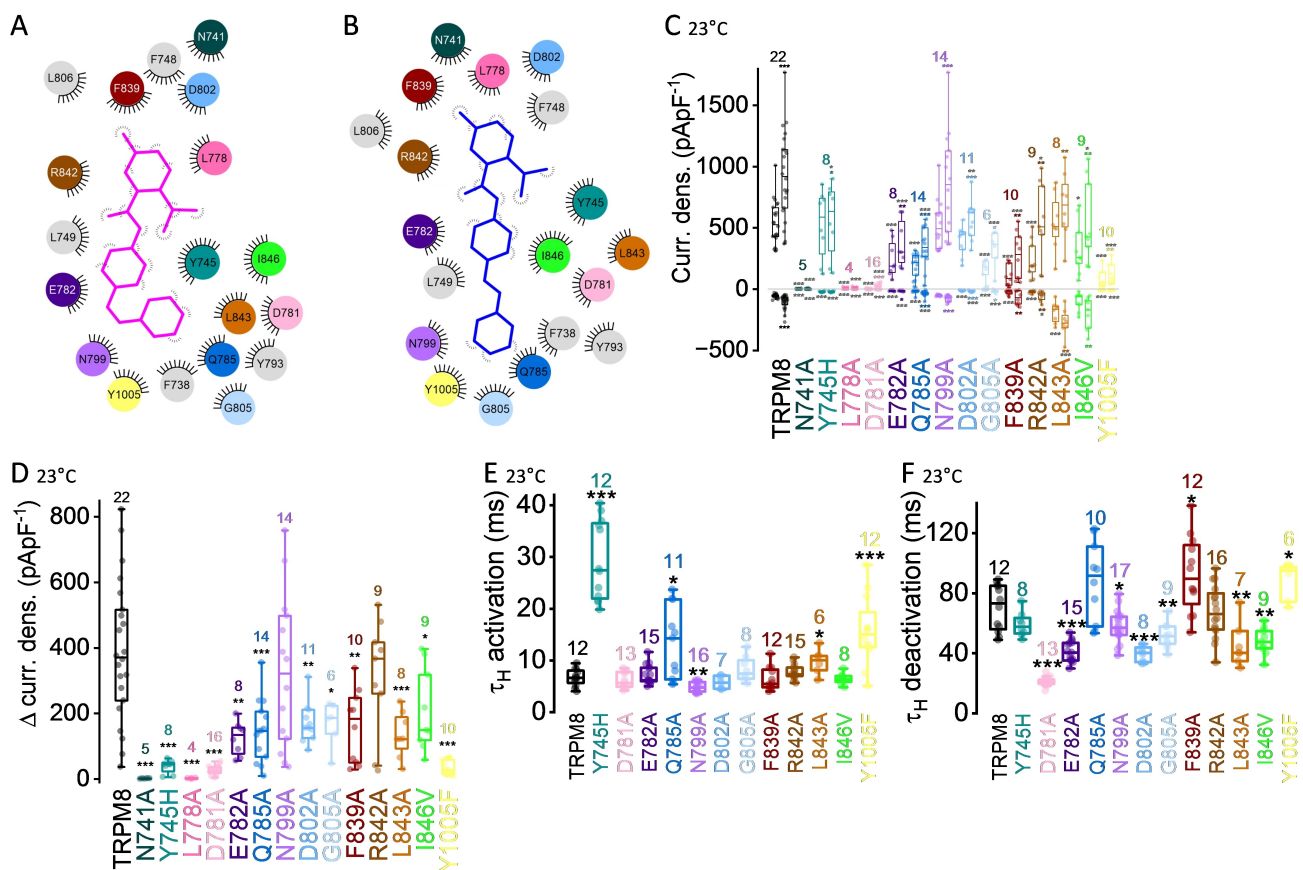 A
N741
F748
L806
F839
D802
L778
R842
L749
Y745
I846
E782
L843
D781
N799
Q785
Y793
Y1005
F738
G805
B
N741
D802
L778
F839
F748
L806
R842
Y745
E782
I846
L843
L749
D781
F738
N799
Y793
Q785
Y1005
G805
C 23°C
Curr. dens. (pApF⁻¹)
1500
1000
500
0
−500
22
5
8
4
16
8
14
14
11
6
10
9
8
9
10
TRPM8
N741A
Y745H
L778A
D781A
E782A
Q785A
N799A
D802A
G805A
F839A
R842A
L843A
I846V
Y1005F
D 23°C
Δ curr. dens. (pApF⁻¹)
800
600
400
200
0
22
5
***
8
***
4
***
16
***
8
**
14
***
14
11
**
6
*
10
**
9
8
***
9
*
10
***
TRPM8
N741A
Y745H
L778A
D781A
E782A
Q785A
N799A
D802A
G805A
F839A
R842A
L843A
I846V
Y1005F
E 23°C
τH activation (ms)
40
30
20
10
0
12
12
***
13
15
11
*
16
**
7
8
12
15
6
*
8
12
***
TRPM8
Y745H
D781A
E782A
Q785A
N799A
D802A
G805A
F839A
R842A
L843A
I846V
Y1005F
F 23°C
τH deactivation (ms)
120
80
40
0
12
8
13
***
15
***
10
17
*
8
***
9
**
12
*
16
7
**
9
**
6
*
TRPM8
Y745H
D781A
E782A
Q785A
N799A
D802A
G805A
F839A
R842A
L843A
I846V
Y1005F